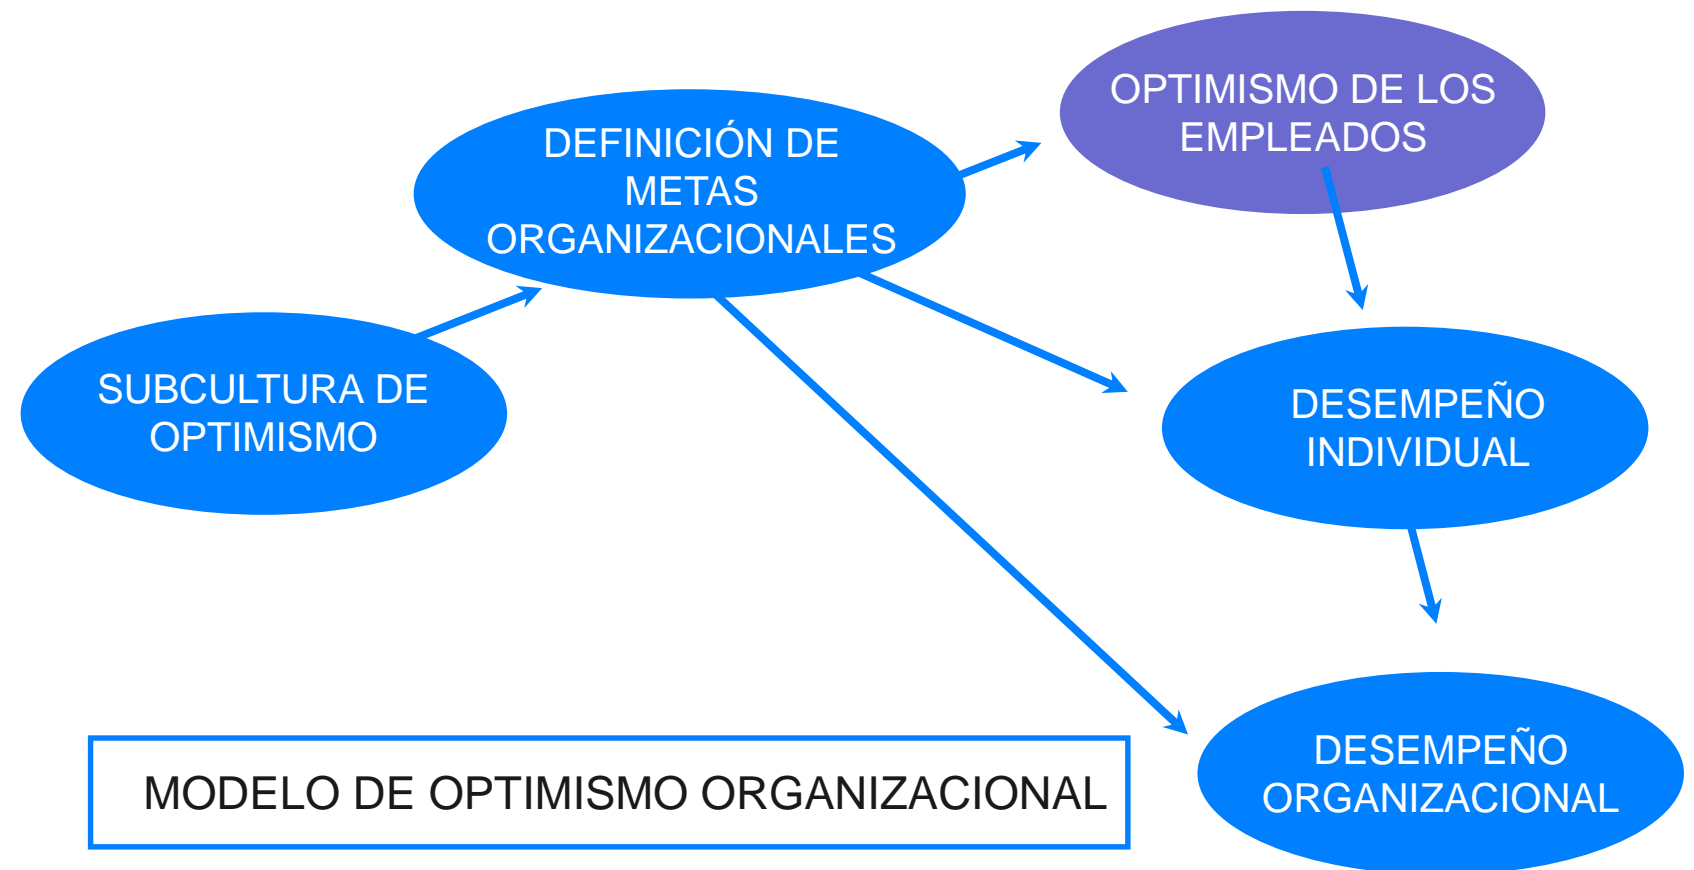 OPTIMISMO DE LOS
EMPLEADOS
DEFINICIÓN DE
METAS
ORGANIZACIONALES
SUBCULTURA DE
OPTIMISMO
DESEMPEÑO
INDIVIDUAL
DESEMPEÑO
ORGANIZACIONAL
MODELO DE OPTIMISMO ORGANIZACIONAL